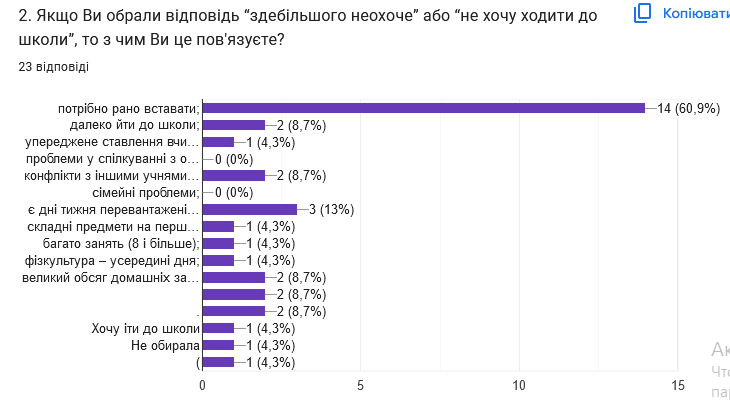 2. Якщо Ви обрали відповідь “здебільшого неохоче” або “не хочу ходити до
школи”, то з чим Ви це пов'язуєте?
Копіювати
23 відповіді
потрібно рано вставати; 14 (60,9%)
далеко йти до школи; 2 (8,7%)
упереджене ставлення вчи… 1 (4,3%)
проблеми у спілкуванні з о… 0 (0%)
конфлікти з іншими учнями… 2 (8,7%)
сімейні проблеми; 0 (0%)
є дні тижня перевантажені… 3 (13%)
складні предмети на перш… 1 (4,3%)
багато занять (8 і більше); 1 (4,3%)
фізкультура – усередині дня; 1 (4,3%)
великий обсяг домашніх за… 2 (8,7%)
2 (8,7%)
. 2 (8,7%)
Хочу іти до школи 1 (4,3%)
Не обирала 1 (4,3%)
( 1 (4,3%)
0 5 10 15
Ак
Что
пар